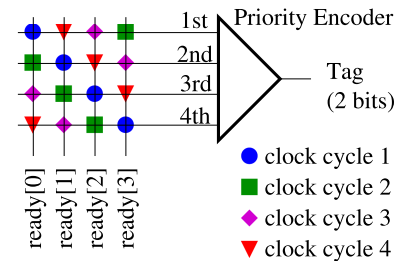 1st
Priority Encoder
2nd
3rd
4th
Tag
(2 bits)
ready[0]
ready[1]
ready[2]
ready[3]
clock cycle 1
clock cycle 2
clock cycle 3
clock cycle 4